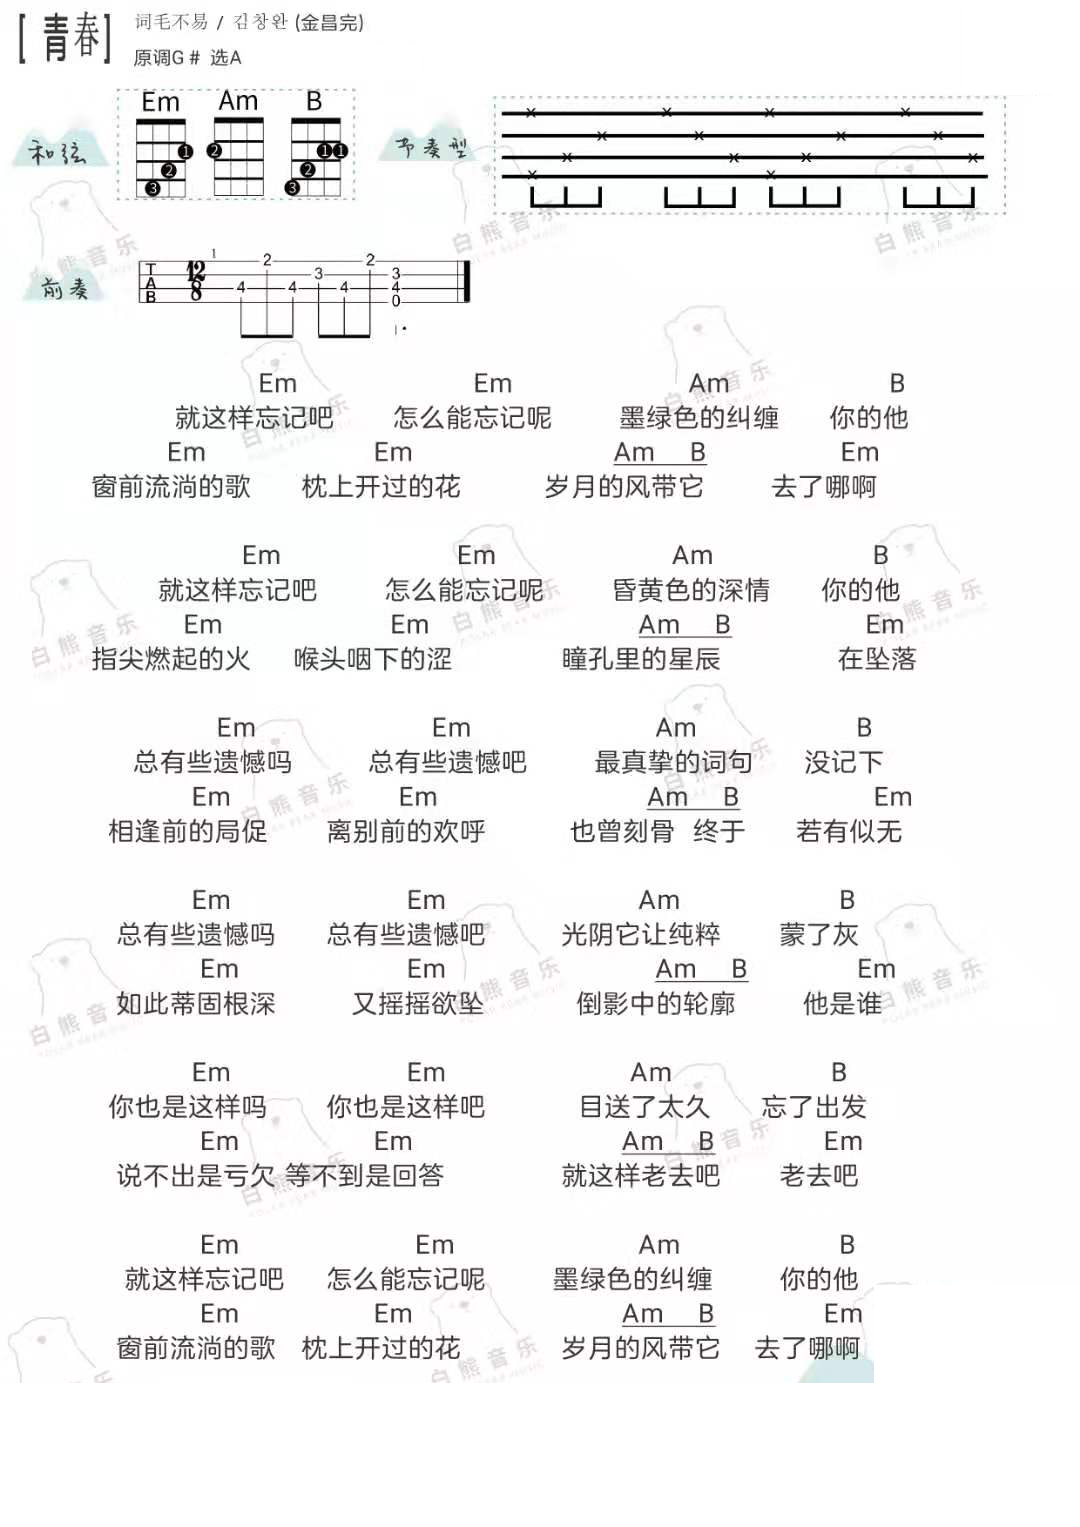 [ 青春 ]
词毛不易 / 김창완 (金昌完)
原调G# 选A
和弦
Em Am B
1 2 3
2
1 1 2 3
节奏型
前奏
1
T A B 12 8 4 2 4 3 4 2 3 4 0
Em Em Am B
就这样忘记吧 怎么能忘记呢 墨绿色的纠缠 你的他
Em Em Am B Em
窗前流淌的歌 枕上开过的花 岁月的风带它 去了哪啊
Em Em Am B
就这样忘记吧 怎么能忘记呢 昏黄色的深情 你的他
Em Em Am B Em
指尖燃起的火 喉头咽下的涩 瞳孔里的星辰 在坠落
Em Em Am B
总有些遗憾吗 总有些遗憾吧 最真挚的词句 没记下
Em Em Am B Em
相逢前的局促 离别前的欢呼 也曾刻骨 终于 若有似无
Em Em Am B
总有些遗憾吗 总有些遗憾吧 光阴它让纯粹 蒙了灰
Em Em Am B Em
如此蒂固根深 又摇摇欲坠 倒影中的轮廓 他是谁
Em Em Am B
你也是这样吗 你也是这样吧 目送了太久 忘了出发
Em Em Am B Em
说不出是亏欠 等不到是回答 就这样老去吧 老去吧
Em Em Am B
就这样忘记吧 怎么能忘记呢 墨绿色的纠缠 你的他
Em Em Am B Em
窗前流淌的歌 枕上开过的花 岁月的风带它 去了哪啊
白熊音乐
POLAR BEAR MUSIC